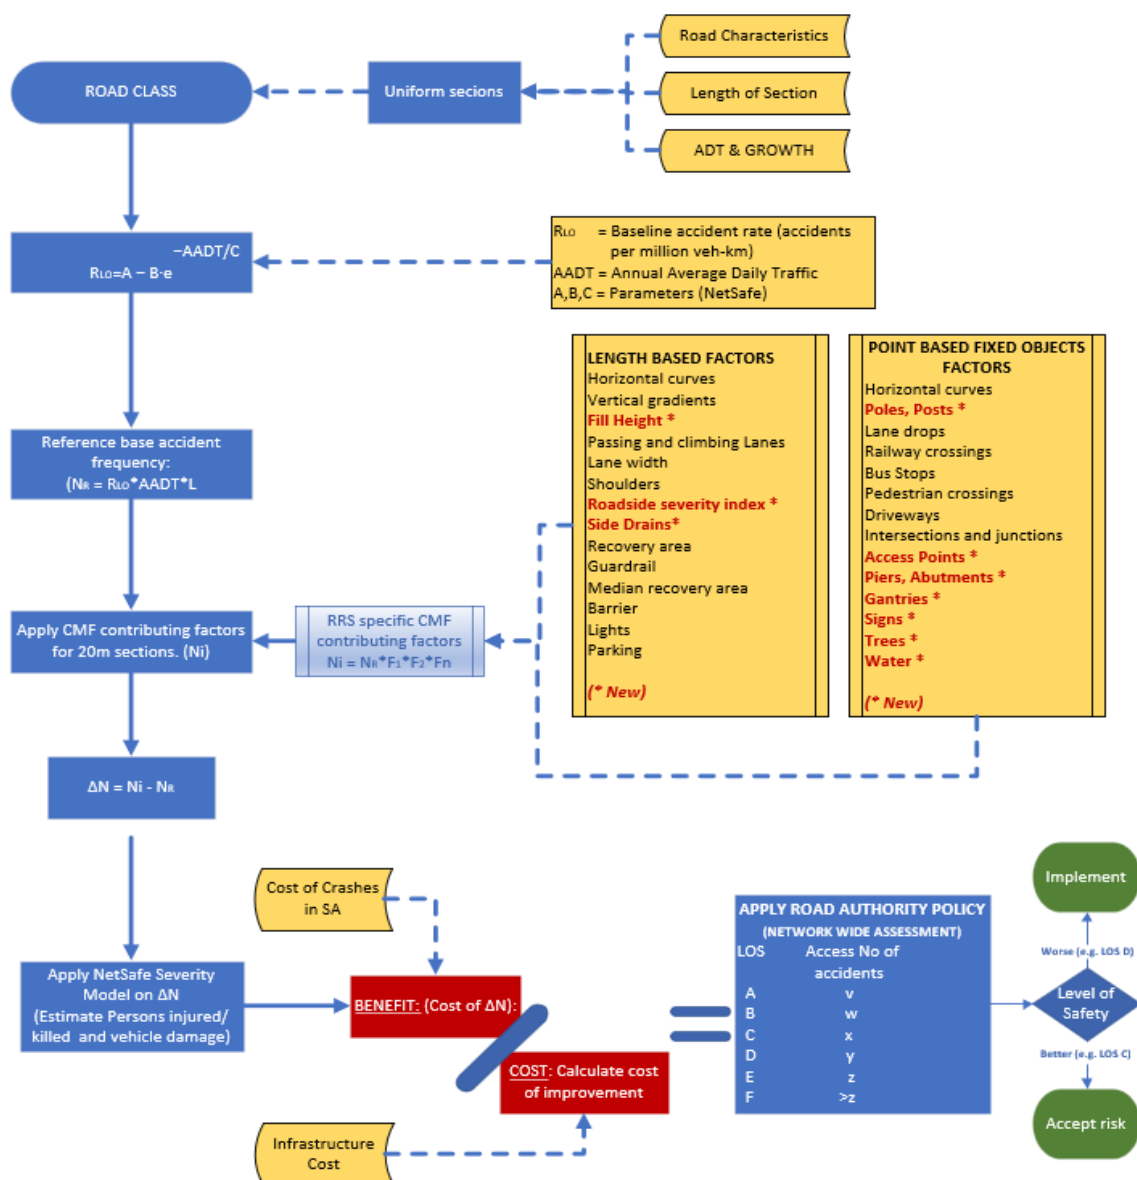 Road Characteristics
ROAD CLASS
Uniform secions
Length of Section
ADT & GROWTH
–AADT/C
RLO=A – B·e
RLO = Baseline accident rate (accidents
per million veh-km)
AADT = Annual Average Daily Traffic
A,B,C = Parameters (NetSafe)
LENGTH BASED FACTORS
Horizontal curves
Vertical gradients
Fill Height *
Passing and climbing Lanes
Lane width
Shoulders
Roadside severity index *
Side Drains*
Recovery area
Guardrail
Median recovery area
Barrier
Lights
Parking
(* New)
POINT BASED FIXED OBJECTS
FACTORS
Horizontal curves
Poles, Posts *
Lane drops
Railway crossings
Bus Stops
Pedestrian crossings
Driveways
Intersections and junctions
Access Points *
Piers, Abutments *
Gantries *
Signs *
Trees *
Water *
(* New)
Reference base accident
frequency:
(NR = RLO*AADT*L
Apply CMF contributing factors
for 20m sections. (Ni)
RRS specific CMF
contributing factors
Ni = NR*F1*F2*Fn
ΔN = Ni - NR
Cost of Crashes
in SA
Apply NetSafe Severity
Model on ΔN
(Estimate Persons injured/
killed and vehicle damage)
BENEFIT: (Cost of ΔN):
COST: Calculate cost
of improvement
Infrastructure
Cost
APPLY ROAD AUTHORITY POLICY
(NETWORK WIDE ASSESSMENT)
LOS Access No of
accidents
A v
B w
C x
D y
E z
F >z
Implement
Worse (e.g. LOS D)
Level of
Safety
Better (e.g. LOS C)
Accept risk